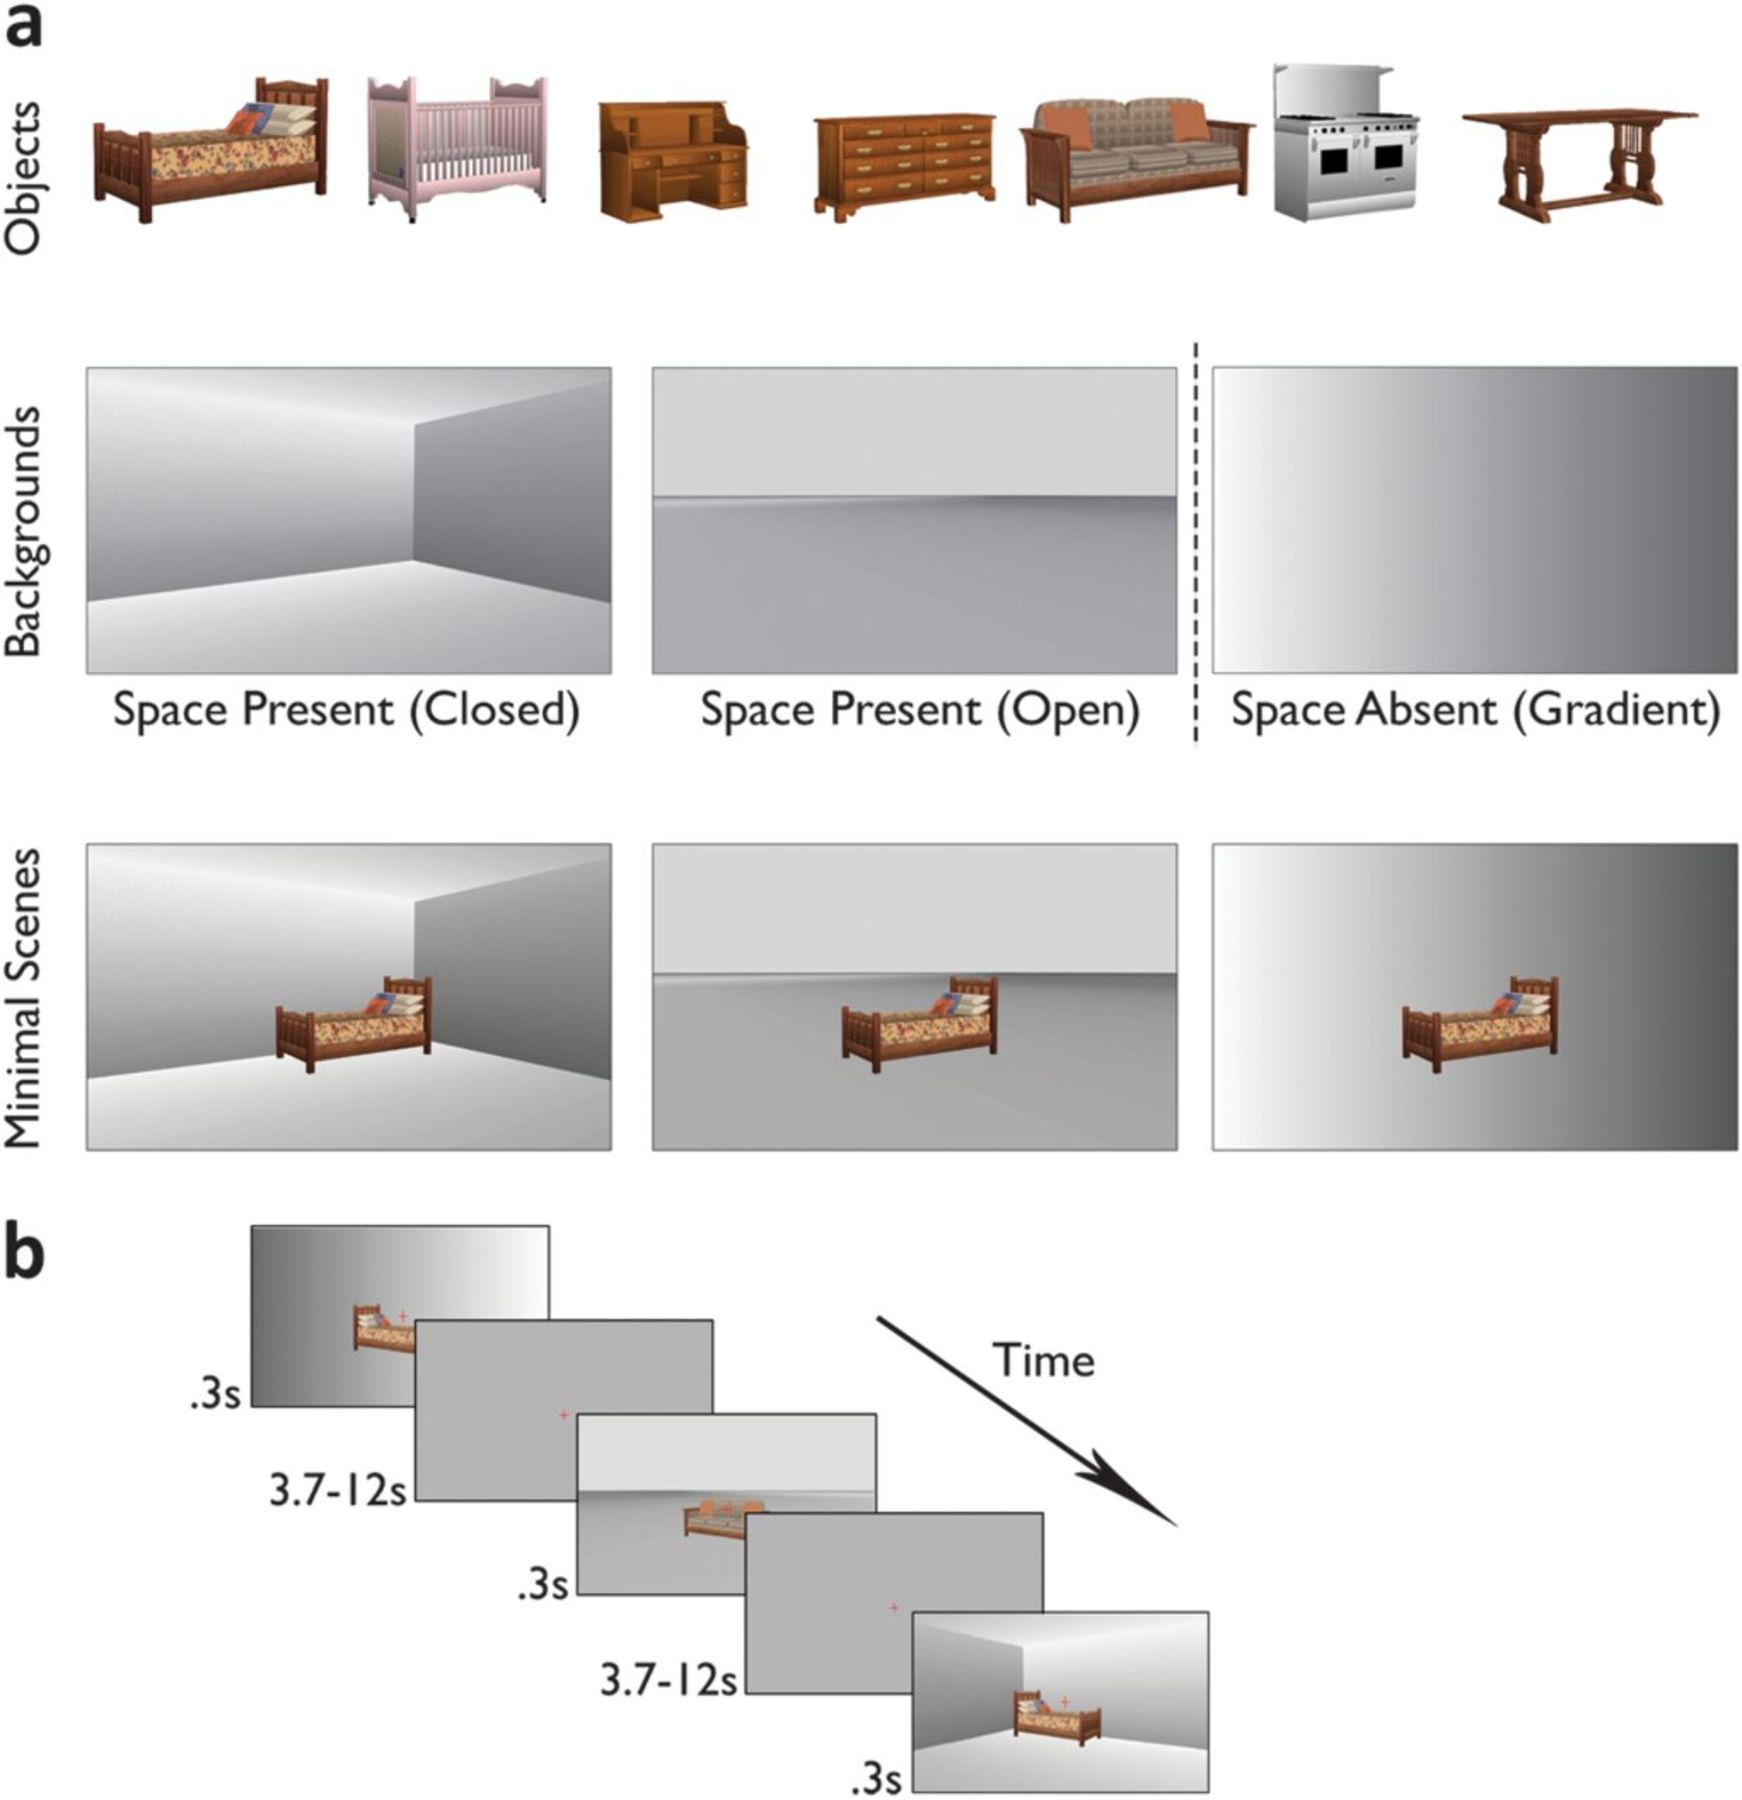 a
Objects
Backgrounds
Space Present (Closed)
Space Present (Open)
Space Absent (Gradient)
Minimal Scenes
b
.3s
3.7-12s
.3s
3.7-12s
.3s
Time